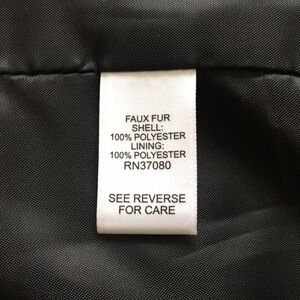 FAUX FUR
SHELL:
100% POLYESTER
LINING:
100% POLYESTER
RN37080
SEE REVERSE
FOR CARE